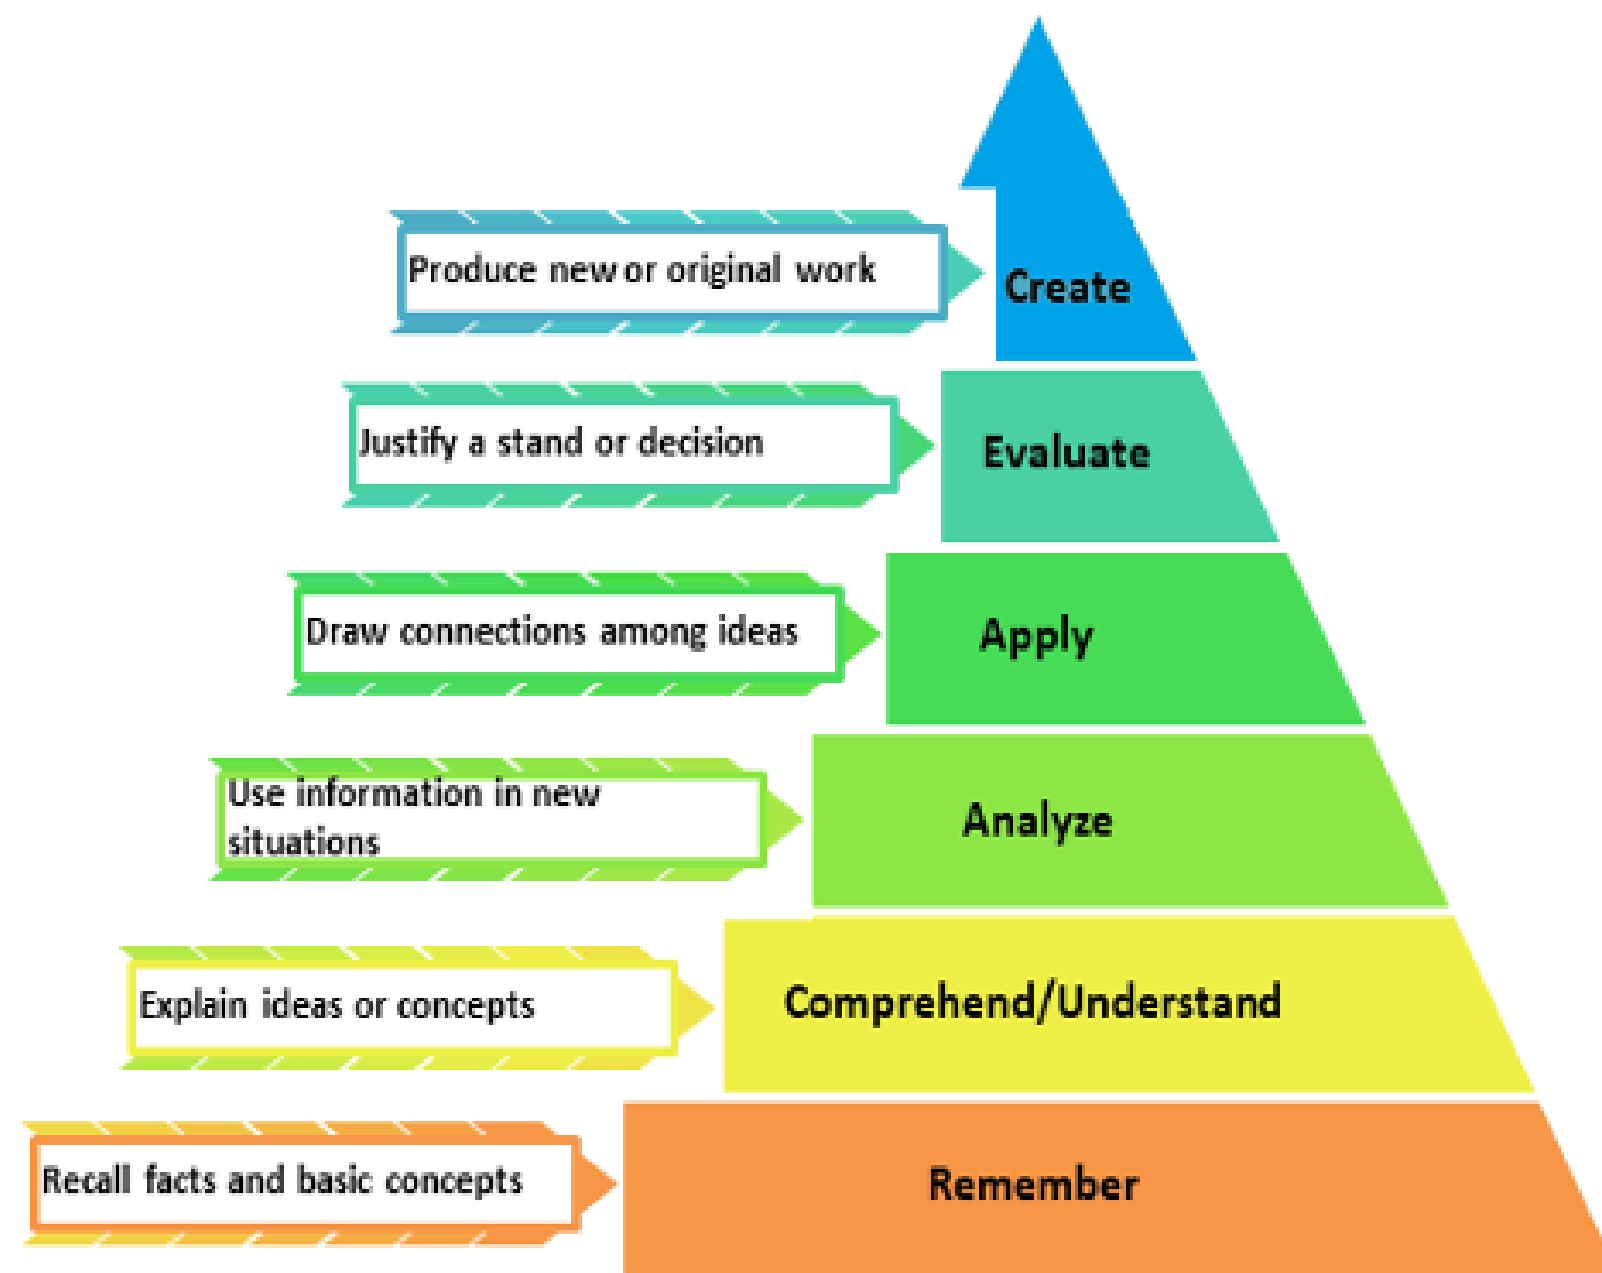 Produce new or original work
Create
Justify a stand or decision
Evaluate
Draw connections among ideas
Apply
Use information in new
situations
Analyze
Explain ideas or concepts
Comprehend/Understand
Recall facts and basic concepts
Remember